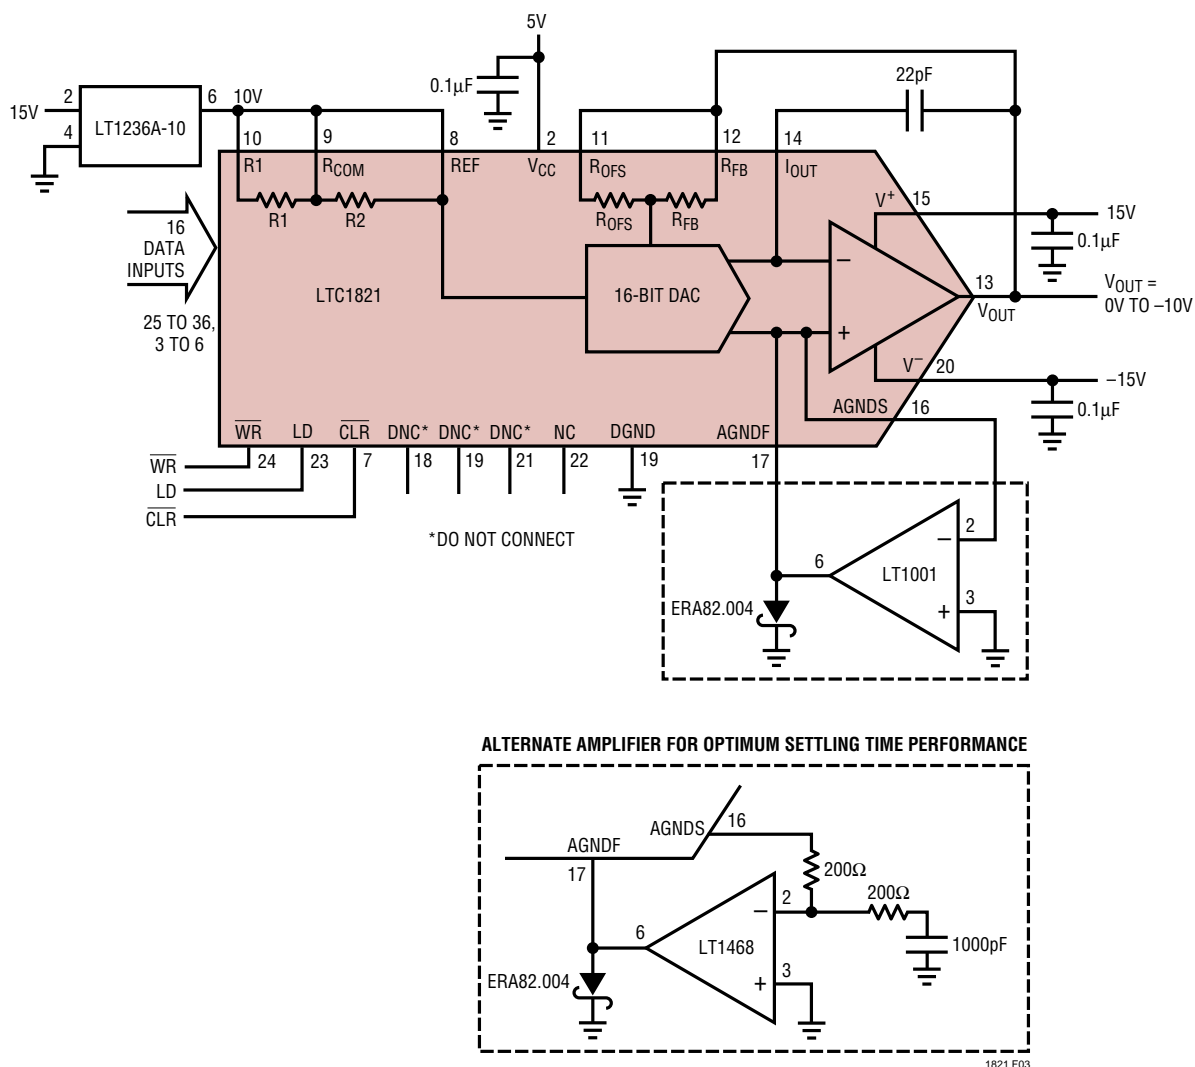 5V
0.1µF
22pF
15V
2
6
10V
LT1236A-10
4
10
9
8
2
11
12
14
R1
RCOM
REF
VCC
ROFS
RFB
IOUT
V+
15
15V
R1
R2
ROFS
RFB
0.1µF
16
DATA
INPUTS
LTC1821
16-BIT DAC
–
+
13
VOUT
VOUT =
0V TO –10V
25 TO 36,
3 TO 6
V–
20
–15V
AGNDS
16
0.1µF
WR
LD
CLR
DNC*
DNC*
DNC*
NC
DGND
AGNDF
24
23
7
18
19
21
22
19
17
WR
LD
CLR
*DO NOT CONNECT
2
–
6
LT1001
3
+
ERA82.004
ALTERNATE AMPLIFIER FOR OPTIMUM SETTLING TIME PERFORMANCE
AGNDS
16
AGNDF
17
200Ω
200Ω
2
–
6
LT1468
1000pF
3
+
ERA82.004
1821 F03